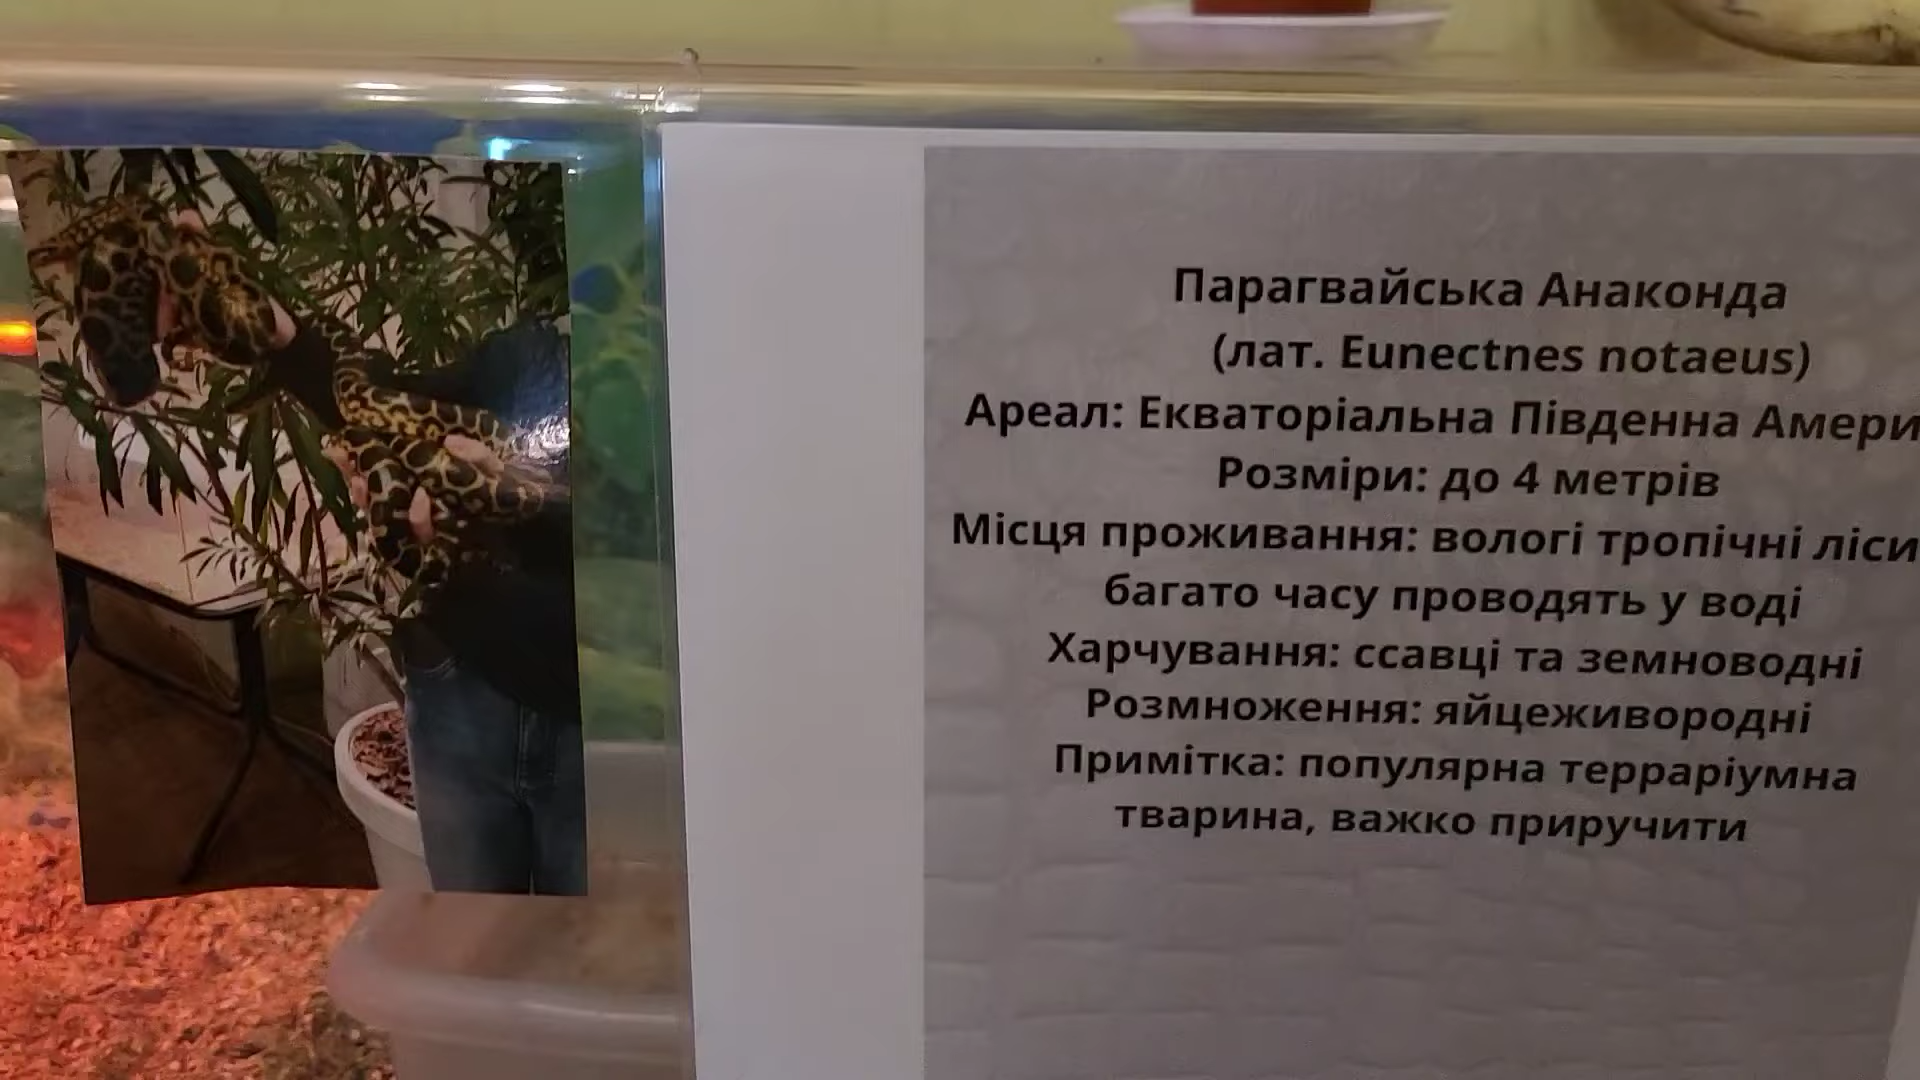 Парагвайська Анаконда
(лат. Eunectnes notaeus)
Ареал: Екваторіальна Південна Амери
Розміри: до 4 метрів
Місця проживання: вологі тропічні ліси
багато часу проводять у воді
Харчування: ссавці та земноводні
Розмноження: яйцеживородні
Примітка: популярна терраріумна
тварина, важко приручити